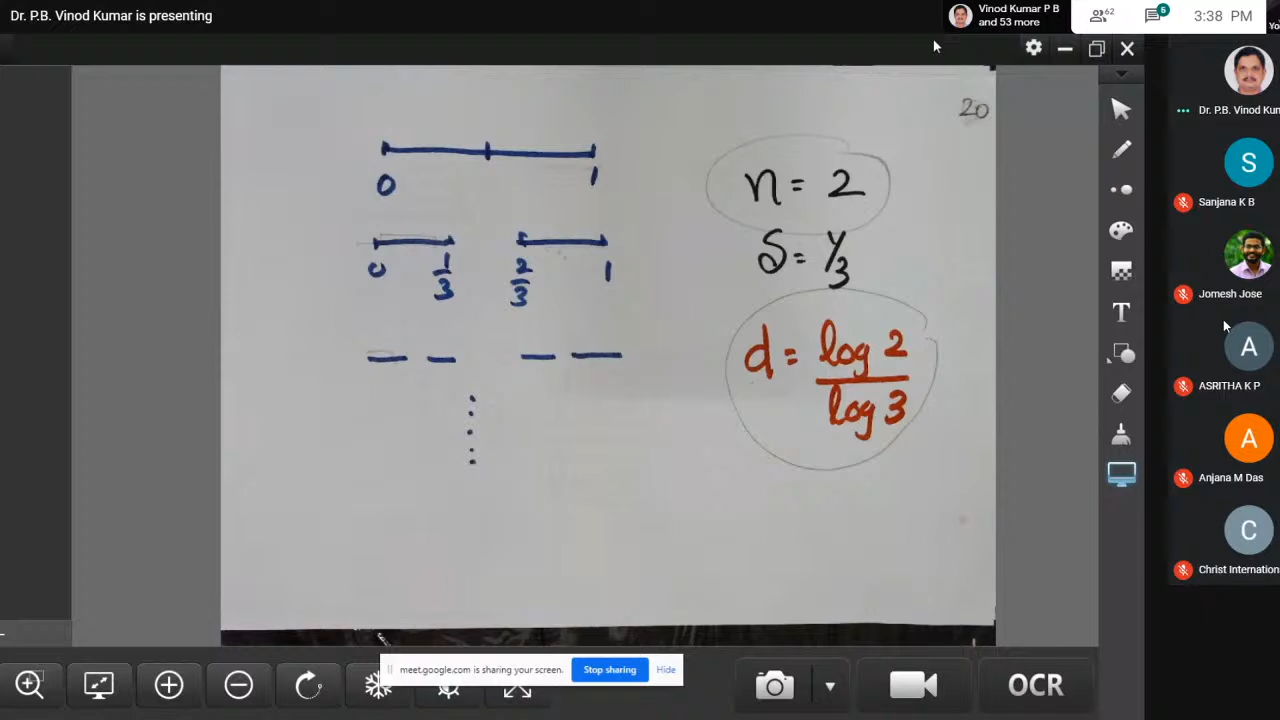 Dr. P.B. Vinod Kumar is presenting
Vinod Kumar P B
and 53 more
62
5
3:38 PM
20
0 1
n = 2
0 1/3 2/3 1
δ = 1/3
d = log 2 / log 3
Dr. P.B. Vinod Kum
S
Sanjana K B
Jomesh Jose
A
ASRITHA K P
A
Anjana M Das
C
Christ Internation
T
meet.google.com is sharing your screen.
Stop sharing
Hide
OCR